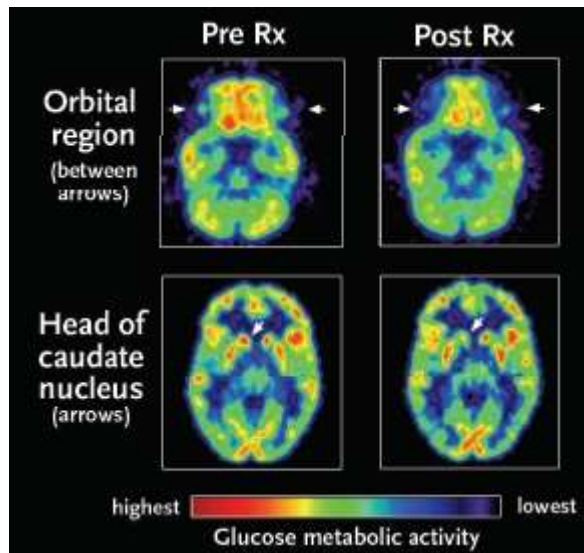 Pre Rx
Post Rx
Orbital
region
(between
arrows)
Head of
caudate
nucleus
(arrows)
highest
lowest
Glucose metabolic activity